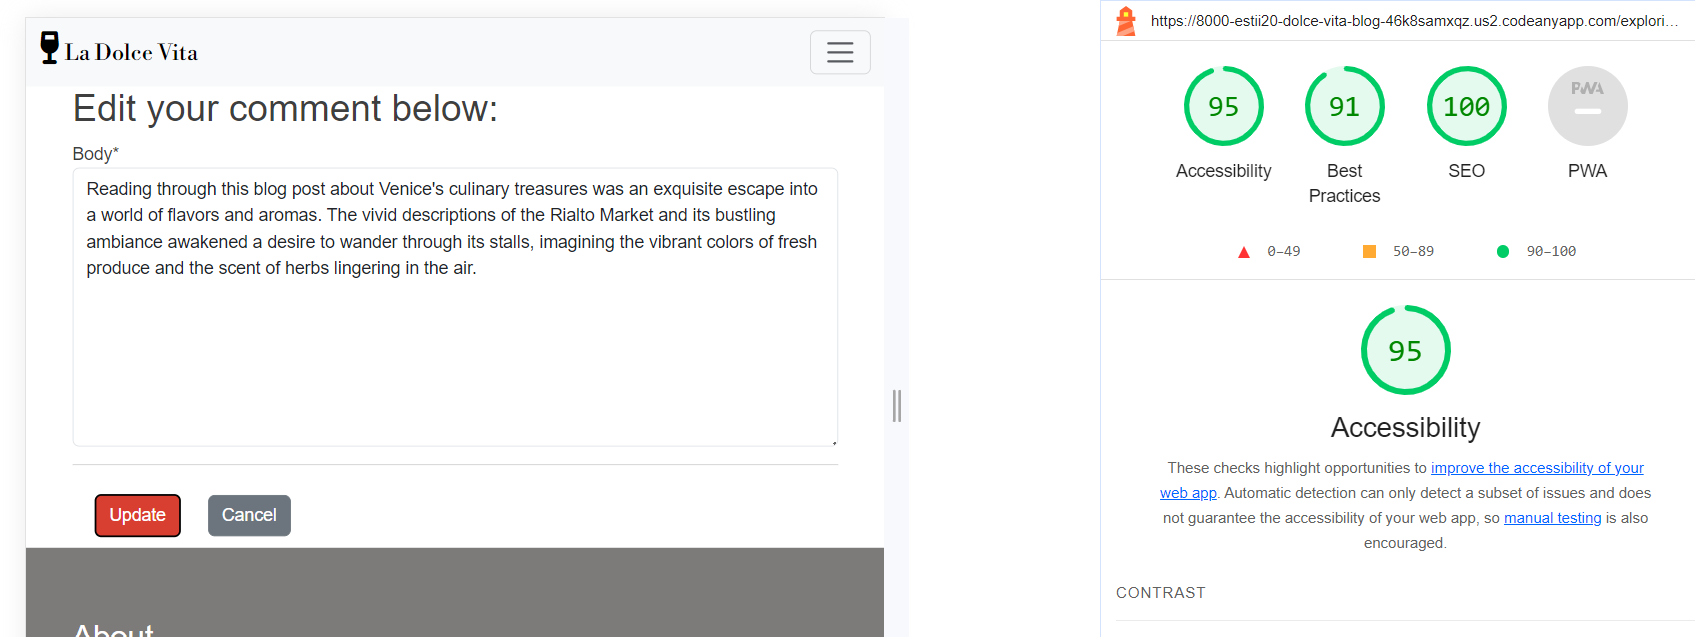 La Dolce Vita
Edit your comment below:
Body*
Reading through this blog post about Venice's culinary treasures was an exquisite escape into
a world of flavors and aromas. The vivid descriptions of the Rialto Market and its bustling
ambiance awakened a desire to wander through its stalls, imagining the vibrant colors of fresh
produce and the scent of herbs lingering in the air.
Update
Cancel
About
https://8000-estii20-dolce-vita-blog-46k8samxqz.us2.codeanyapp.com/explori…
95
91
100
PWA
Accessibility
Best
Practices
SEO
PWA
0–49
50–89
90–100
95
Accessibility
These checks highlight opportunities to improve the accessibility of your
web app. Automatic detection can only detect a subset of issues and does
not guarantee the accessibility of your web app, so manual testing is also
encouraged.
CONTRAST